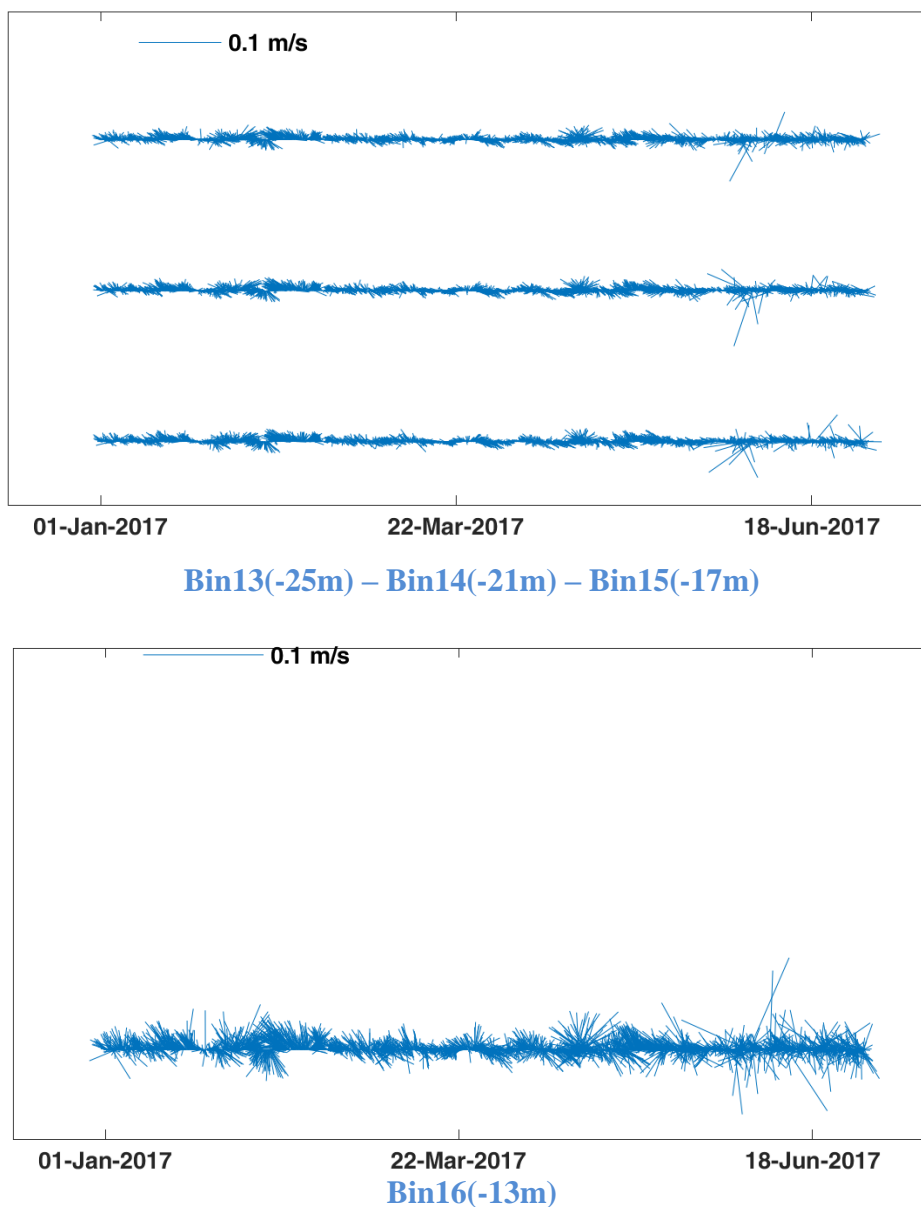 0.1 m/s
01-Jan-2017 22-Mar-2017 18-Jun-2017
Bin13(-25m) – Bin14(-21m) – Bin15(-17m)
0.1 m/s
01-Jan-2017 22-Mar-2017 18-Jun-2017
Bin16(-13m)